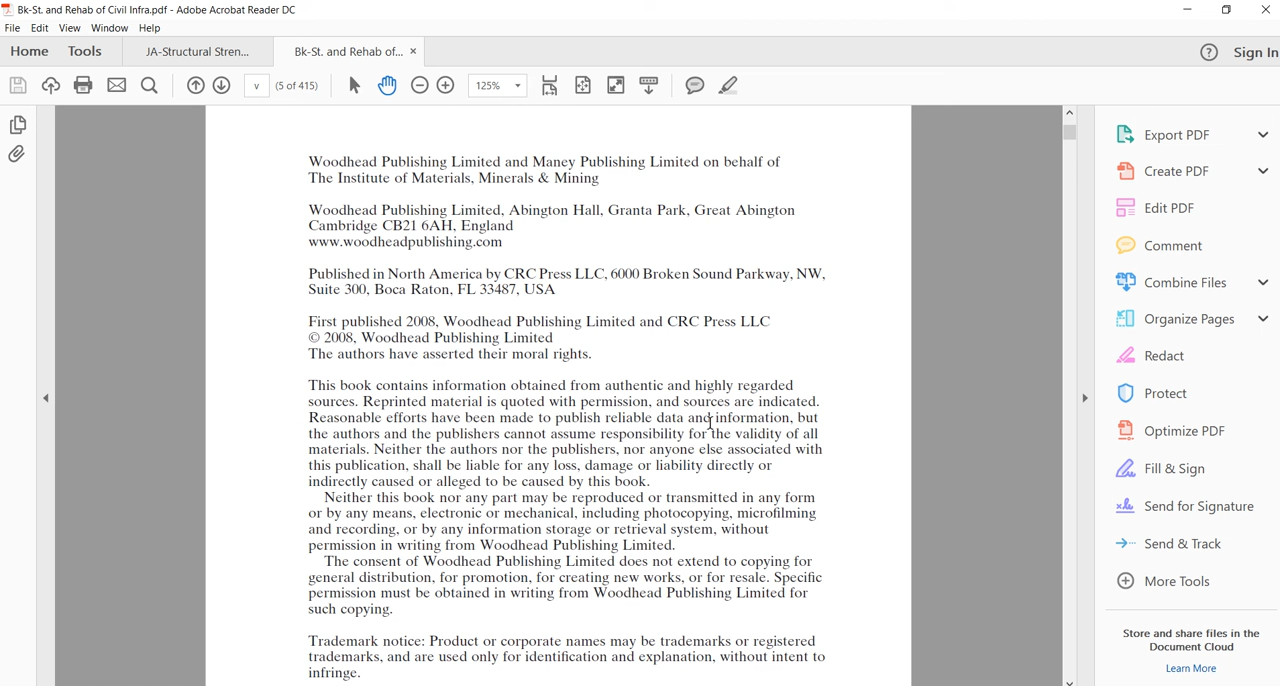 Bk-St. and Rehab of Civil Infra.pdf - Adobe Acrobat Reader DC
File Edit View Window Help
Home Tools JA-Structural Stren... Bk-St. and Rehab of... × Sign In
v (5 of 415) 125%
Woodhead Publishing Limited and Maney Publishing Limited on behalf of
The Institute of Materials, Minerals & Mining
Woodhead Publishing Limited, Abington Hall, Granta Park, Great Abington
Cambridge CB21 6AH, England
www.woodheadpublishing.com
Published in North America by CRC Press LLC, 6000 Broken Sound Parkway, NW,
Suite 300, Boca Raton, FL 33487, USA
First published 2008, Woodhead Publishing Limited and CRC Press LLC
© 2008, Woodhead Publishing Limited
The authors have asserted their moral rights.
This book contains information obtained from authentic and highly regarded
sources. Reprinted material is quoted with permission, and sources are indicated.
Reasonable efforts have been made to publish reliable data and information, but
the authors and the publishers cannot assume responsibility for the validity of all
materials. Neither the authors nor the publishers, nor anyone else associated with
this publication, shall be liable for any loss, damage or liability directly or
indirectly caused or alleged to be caused by this book.
Neither this book nor any part may be reproduced or transmitted in any form
or by any means, electronic or mechanical, including photocopying, microfilming
and recording, or by any information storage or retrieval system, without
permission in writing from Woodhead Publishing Limited.
The consent of Woodhead Publishing Limited does not extend to copying for
general distribution, for promotion, for creating new works, or for resale. Specific
permission must be obtained in writing from Woodhead Publishing Limited for
such copying.
Trademark notice: Product or corporate names may be trademarks or registered
trademarks, and are used only for identification and explanation, without intent to
infringe.
Export PDF
Create PDF
Edit PDF
Comment
Combine Files
Organize Pages
Redact
Protect
Optimize PDF
Fill & Sign
Send for Signature
Send & Track
More Tools
Store and share files in the
Document Cloud
Learn More